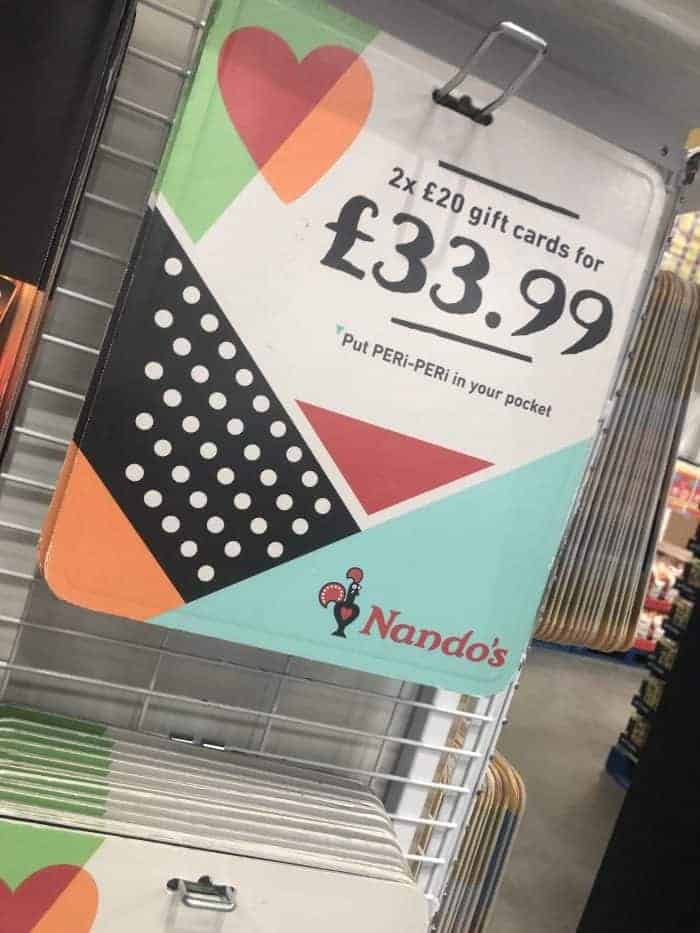 2x £20 gift cards for
£33.99
Put PERi-PERi in your pocket
Nando's